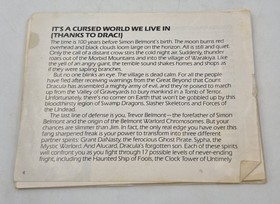 IT'S A CURSED WORLD WE LIVE IN
(THANKS TO DRAC!)
The time is 100 years before Simon Belmont's birth. The moon burns red
overhead and black clouds loom large on the horizon. All is still and quiet.
Only the call of a distant crow stirs the cold night air. Suddenly, thunder
roars out of the Morbid Mountains and into the village of Warakiya. Like
the yell of an angry giant, the terrible sound shakes homes and shops as
if they were sapling branches.
But no one blinks an eye. The village is dead calm. For all the people
have fled after receiving warnings from the Great Beyond that Count
Dracula has assembled a mighty army of evil, and they're poised to march
up from the Valley of Graveyards to bury mankind in a tomb of Terror.
Unfortunately, there's no corner on Earth that won't be gobbled up by this
bloodthirsty legion of Swamp Dragons, Slasher Skeletons and Forces of
the Undead.
The last line of defense is you, Trevor Belmont — the forefather of Simon
Belmont and the origin of the Belmont Warlord Chromosomes. But your
chances are slimmer than Jim. In fact, the only real edge you have over this
fang sharpened freak is your power to transform into three different
partner spirits: Grant DaNasty, the ferocious Ghost Pirate. Sypha, the
Mystic Warlord. And Alucard, Dracula's forgotten son. Each of these spirits
will confront you as you fight through 17 possible levels of never-ending
fright, including the Haunted Ship of Fools, the Clock Tower of Untimely
4